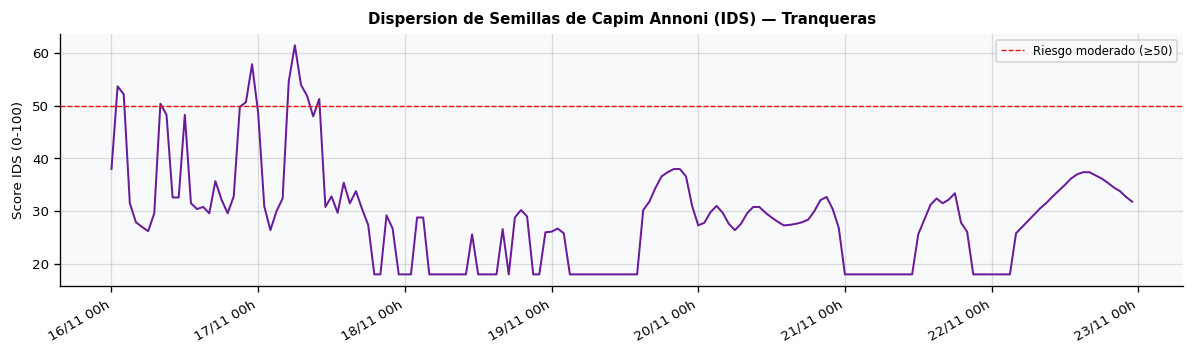 Dispersion de Semillas de Capim Annoni (IDS) — Tranqueras
Riesgo moderado (≥50)
Score IDS (0-100)
60
50
40
30
20
16/11 00h
17/11 00h
18/11 00h
19/11 00h
20/11 00h
21/11 00h
22/11 00h
23/11 00h